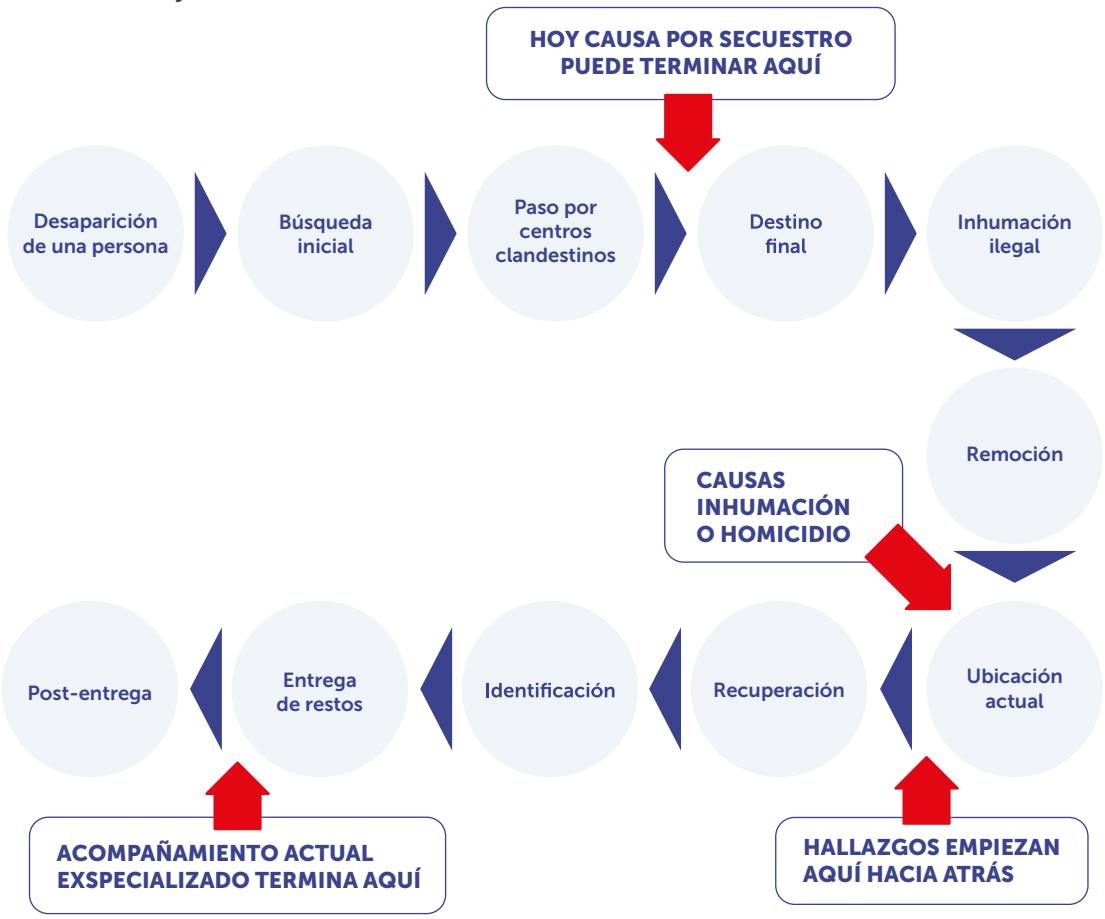 HOY CAUSA POR SECUESTRO
PUEDE TERMINAR AQUÍ
Desaparición
de una persona
Búsqueda
inicial
Paso por
centros
clandestinos
Destino
final
Inhumación
ilegal
Remoción
CAUSAS
INHUMACIÓN
O HOMICIDIO
Ubicación
actual
Recuperación
Identificación
Entrega
de restos
Post-entrega
ACOMPAÑAMIENTO ACTUAL
EXSPECIALIZADO TERMINA AQUÍ
HALLAZGOS EMPIEZAN
AQUÍ HACIA ATRÁS